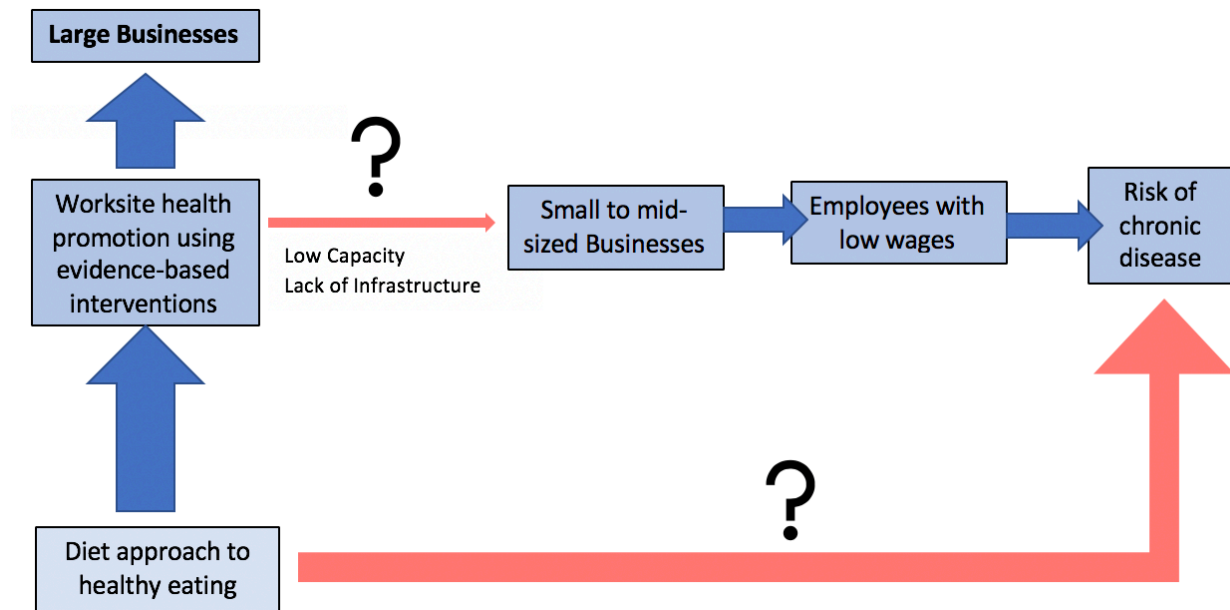 Large Businesses
?
Worksite health
promotion using
evidence-based
interventions
Low Capacity
Lack of Infrastructure
Small to mid-
sized Businesses
Employees with
low wages
Risk of
chronic
disease
?
Diet approach to
healthy eating